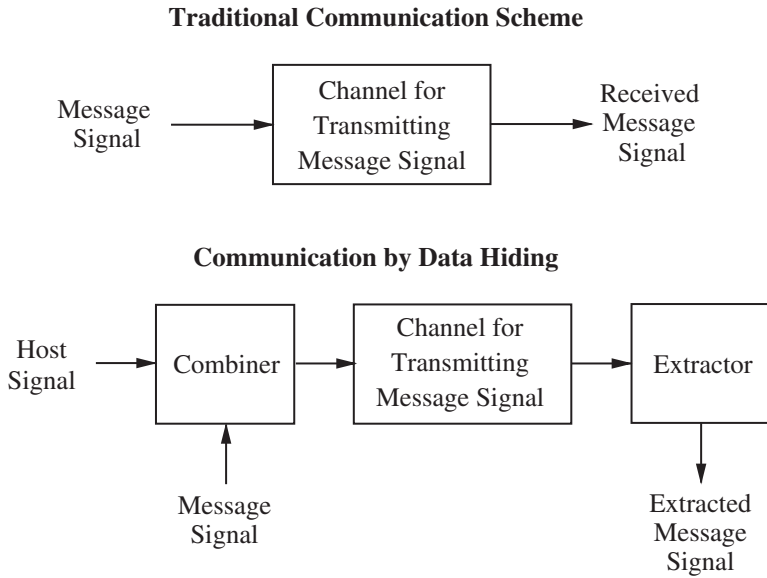 Traditional Communication Scheme
Message
Signal
Channel for
Transmitting
Message Signal
Received
Message
Signal
Communication by Data Hiding
Host
Signal
Combiner
Message
Signal
Channel for
Transmitting
Message Signal
Extractor
Extracted
Message
Signal